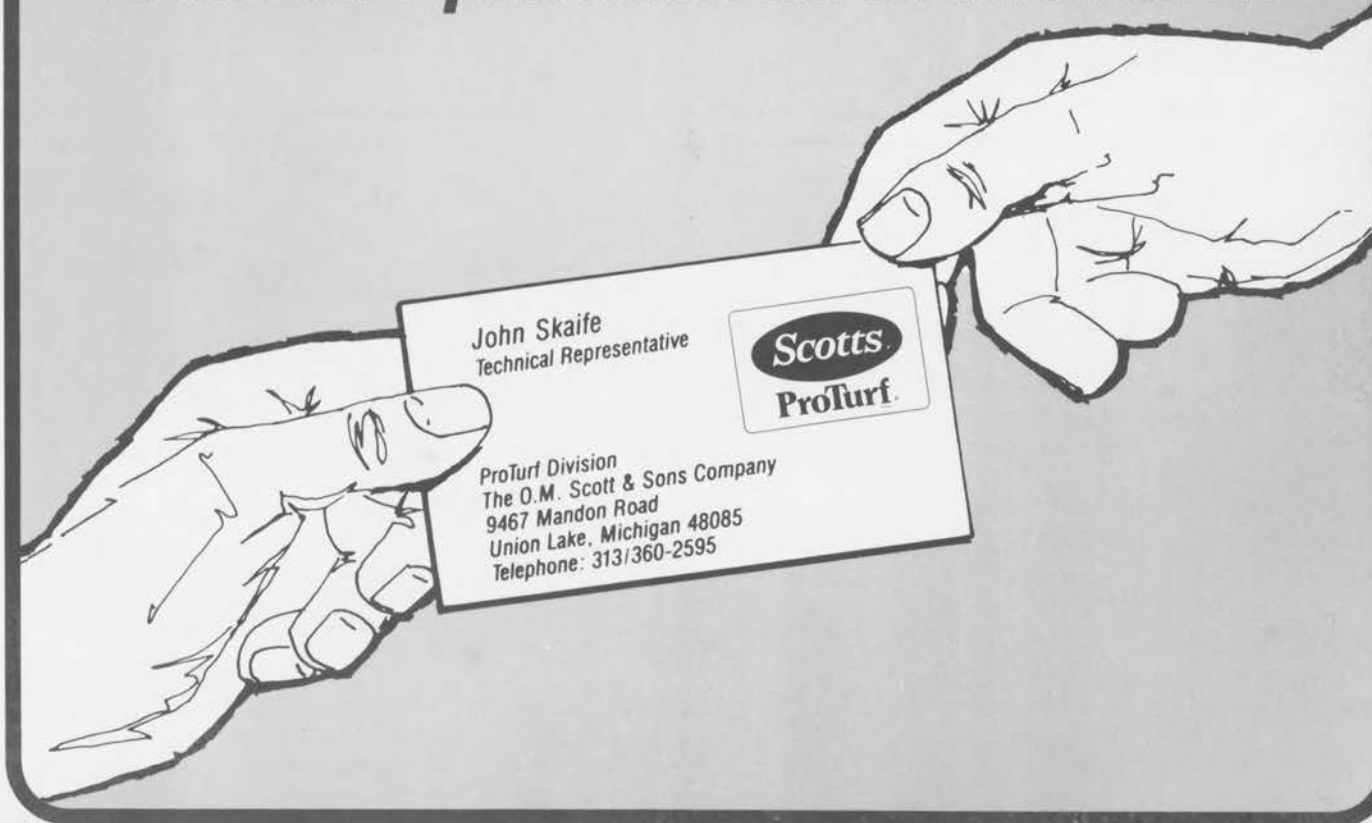 John Skaife
Technical Representative
Scotts
ProTurf
ProTurf Division
The O.M. Scott & Sons Company
9467 Mandon Road
Union Lake, Michigan 48085
Telephone: 313/360-2595